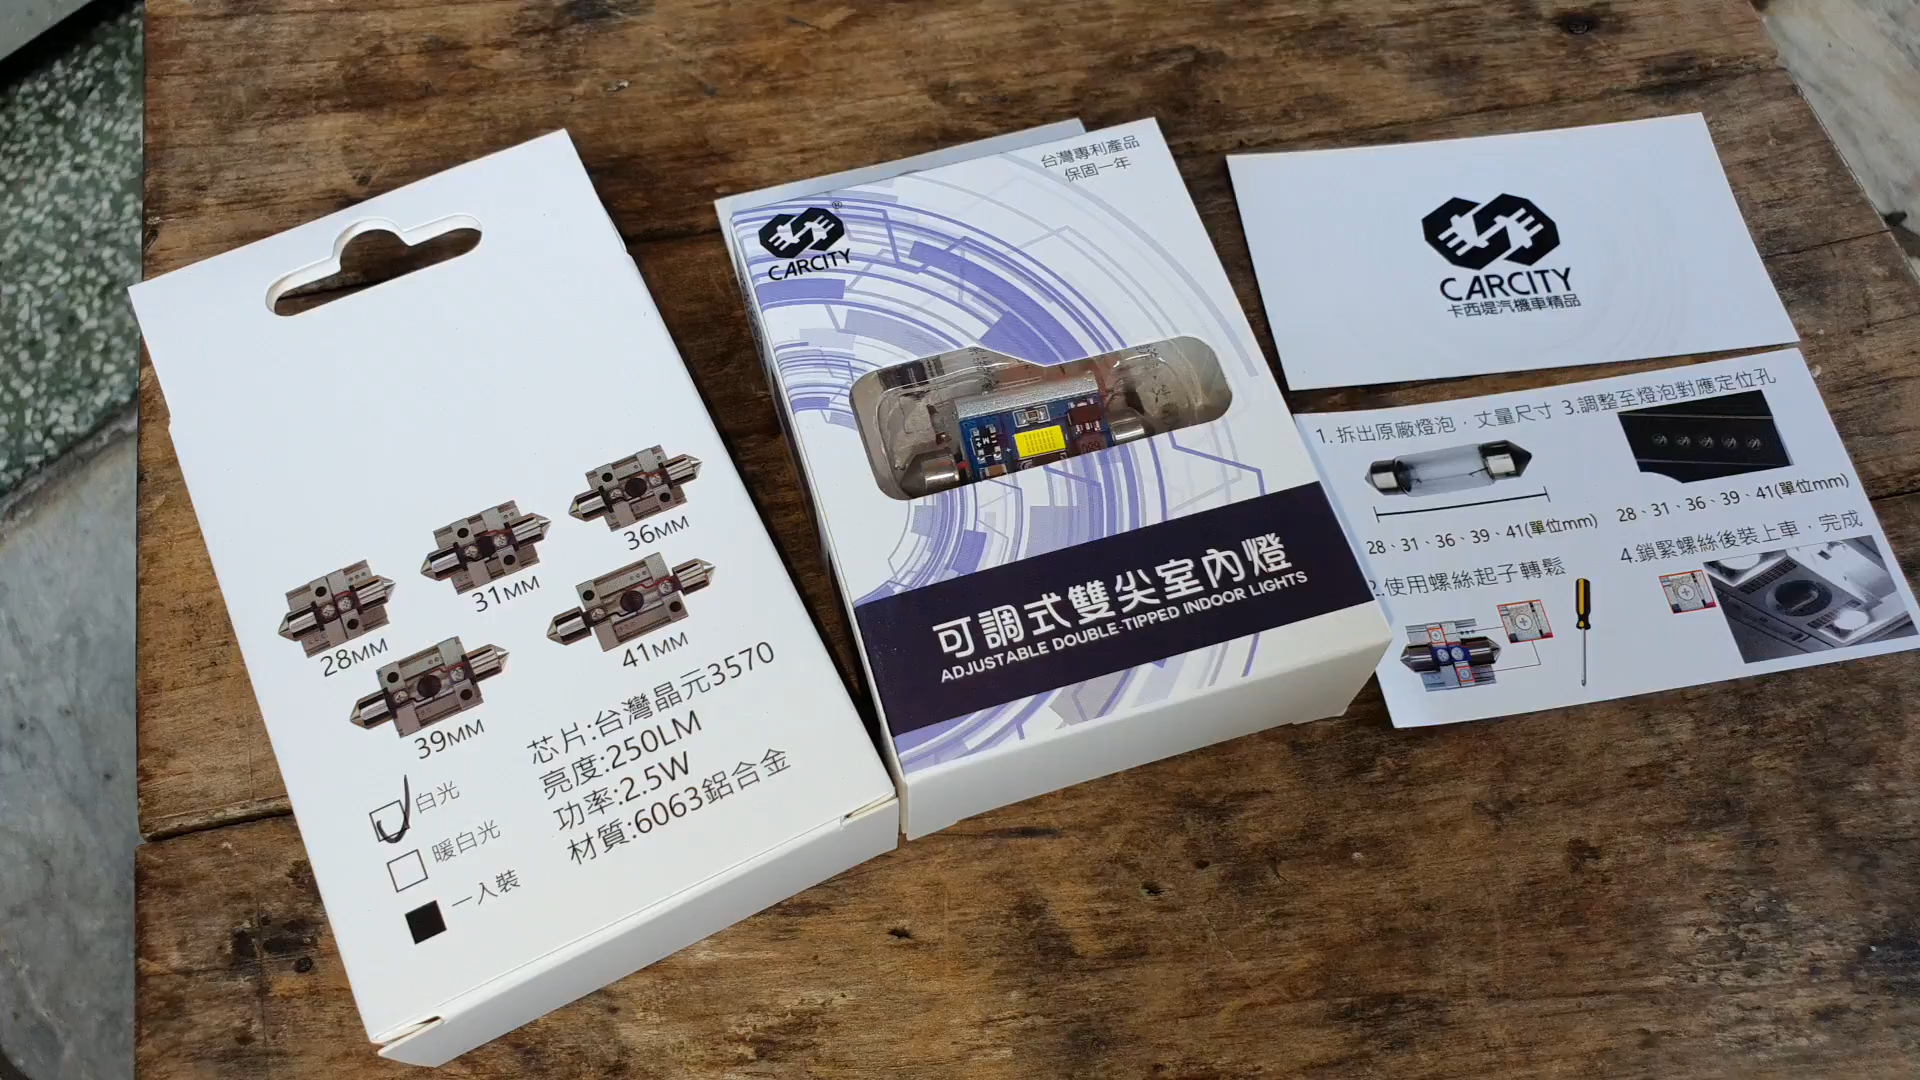 28MM
31MM
36MM
39MM
41MM
芯片:台灣晶元3570
亮度:250LM
功率:2.5W
材質:6063鋁合金
白光
暖白光
一入裝
台灣專利產品
保固一年
CARCITY
可調式雙尖室內燈
ADJUSTABLE DOUBLE-TIPPED INDOOR LIGHTS
CARCITY
卡西堤汽機車精品
1.拆出原廠燈泡,丈量尺寸
28、31、36、39、41(單位mm)
2.使用螺絲起子轉鬆
3.調整至燈泡對應定位孔
28、31、36、39、41(單位mm)
4.鎖緊螺絲後裝上車,完成